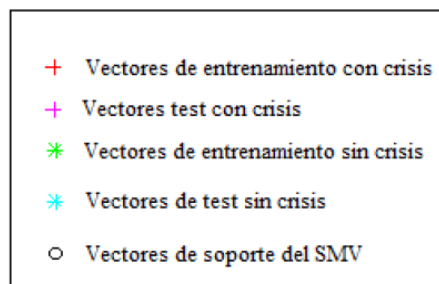 Vectores de entrenamiento con crisis
Vectores test con crisis
Vectores de entrenamiento sin crisis
Vectores de test sin crisis
Vectores de soporte del SMV